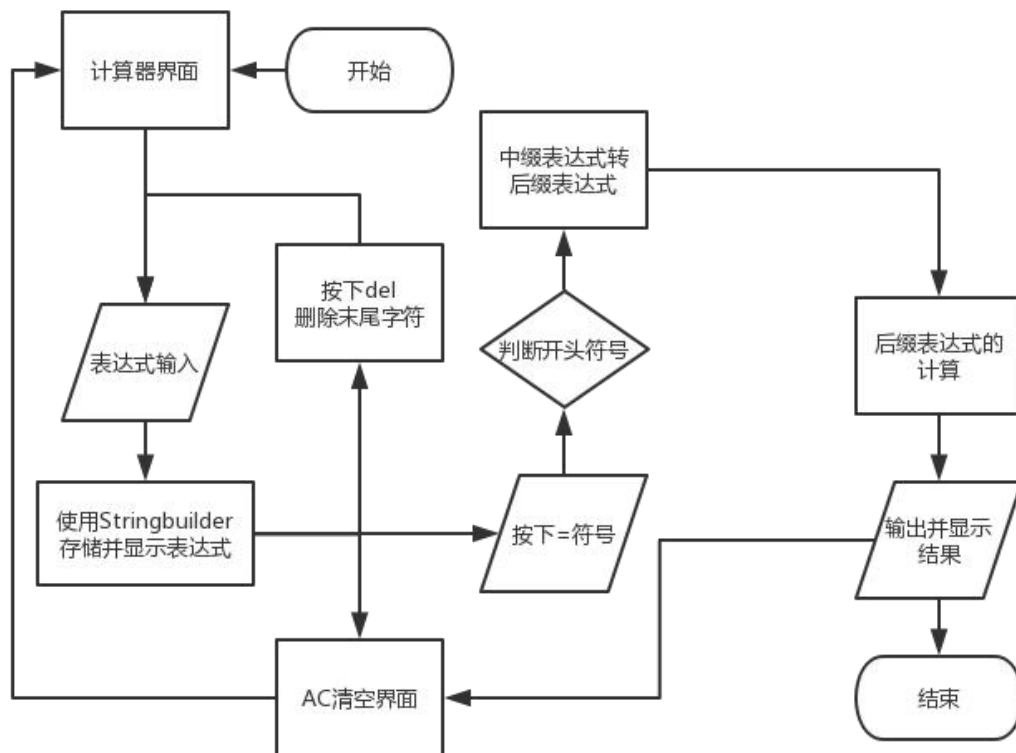 计算器界面
开始
中缀表达式转
后缀表达式
按下del
删除末尾字符
判断开头符号
后缀表达式的
计算
表达式输入
使用Stringbuilder
存储并显示表达式
按下=符号
输出并显示
结果
AC清空界面
结束